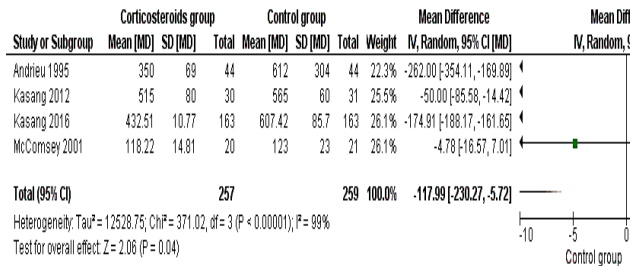 Corticosteroids group Control group Mean Difference Mean Diff
Study or Subgroup Mean [MD] SD [MD] Total Mean [MD] SD [MD] Total Weight IV, Random, 95% CI [MD] IV, Random, 9
Andrieu 1995 350 69 44 612 304 44 22.3% -262.00 [-354.11, -169.89]
Kasang 2012 515 80 30 565 60 31 25.5% -50.00 [-85.58, -14.42]
Kasang 2016 432.51 10.77 163 607.42 85.7 163 26.1% -174.91 [-188.17, -161.65]
McComsey 2001 118.22 14.81 20 123 23 21 26.1% -4.78 [-16.57, 7.01]
Total (95% CI) 257 259 100.0% -117.99 [-230.27, -5.72]
Heterogeneity: Tau² = 12528.75; Chi² = 371.02, df = 3 (P < 0.00001); I² = 99%
Test for overall effect: Z = 2.06 (P = 0.04)
-10 -5 0
Control group